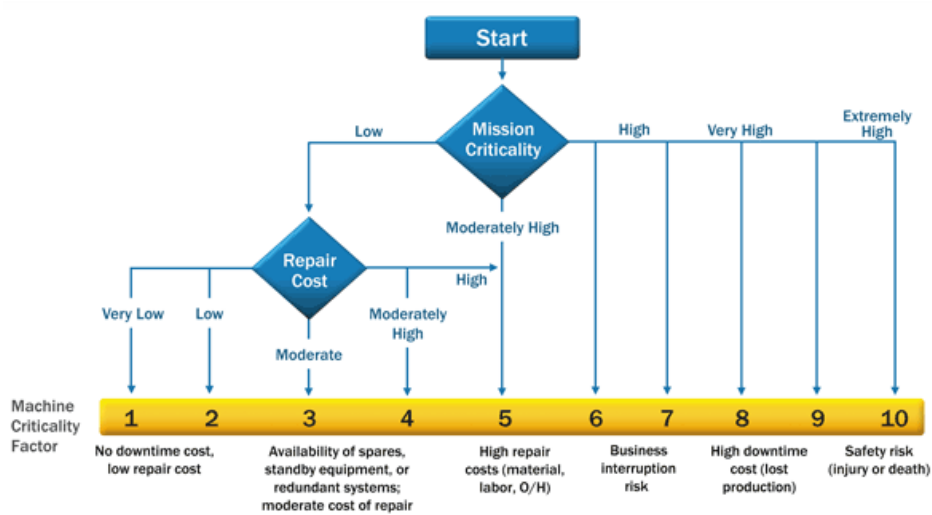 Start
Mission
Criticality
Low
High
Very High
Extremely
High
Moderately High
Repair
Cost
High
Very Low
Low
Moderately
High
Moderate
Machine
Criticality
Factor
1 2 3 4 5 6 7 8 9 10
No downtime cost,
low repair cost
Availability of spares,
standby equipment, or
redundant systems;
moderate cost of repair
High repair
costs (material,
labor, O/H)
Business
interruption
risk
High downtime
cost (lost
production)
Safety risk
(injury or death)